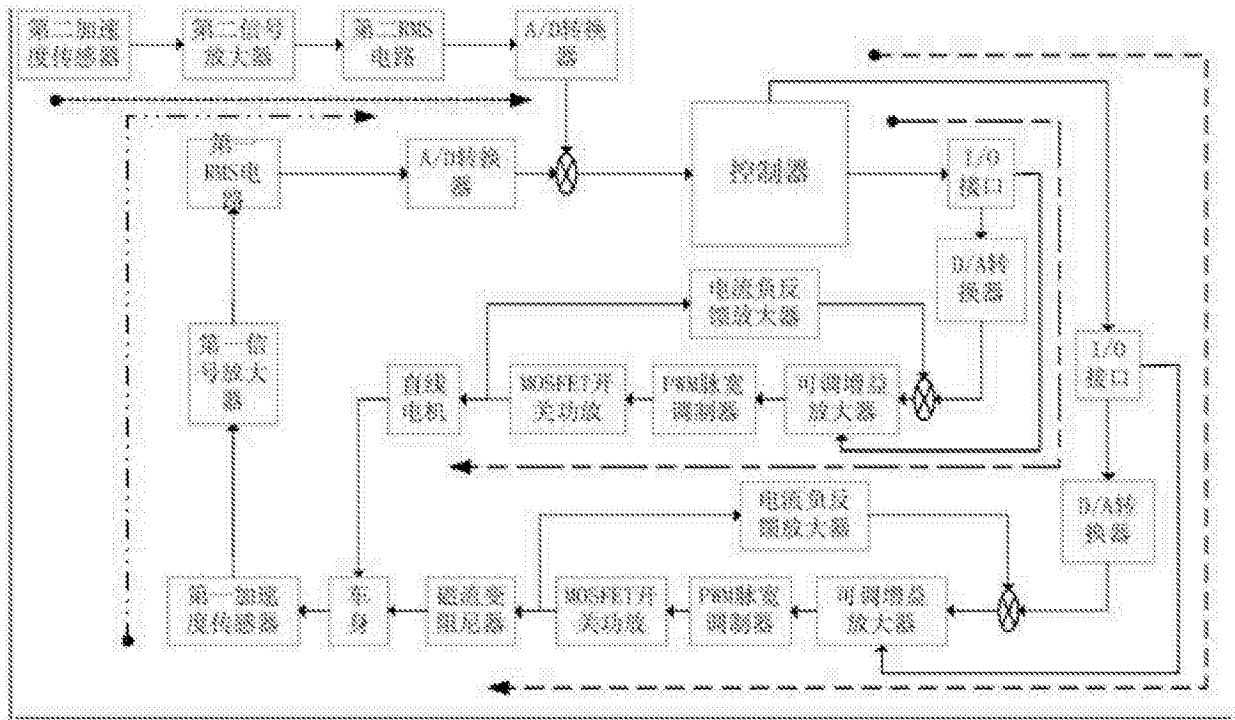 第二加速
度传感器
第二信号
放大器
第二RMS
电路
A/D转换
器
第一
RMS电
路
A/D转换
器
控制器
I/O
接口
D/A转
换器
电流负反
馈放大器
第一信
号放大
器
直线
电机
MOSFET开
关功放
PWM脉宽
调制器
可调增益
放大器
I/O
接口
电流负反
馈放大器
D/A转
换器
第一加速
度传感器
车
身
磁流变
阻尼器
MOSFET开
关功放
PWM脉宽
调制器
可调增益
放大器